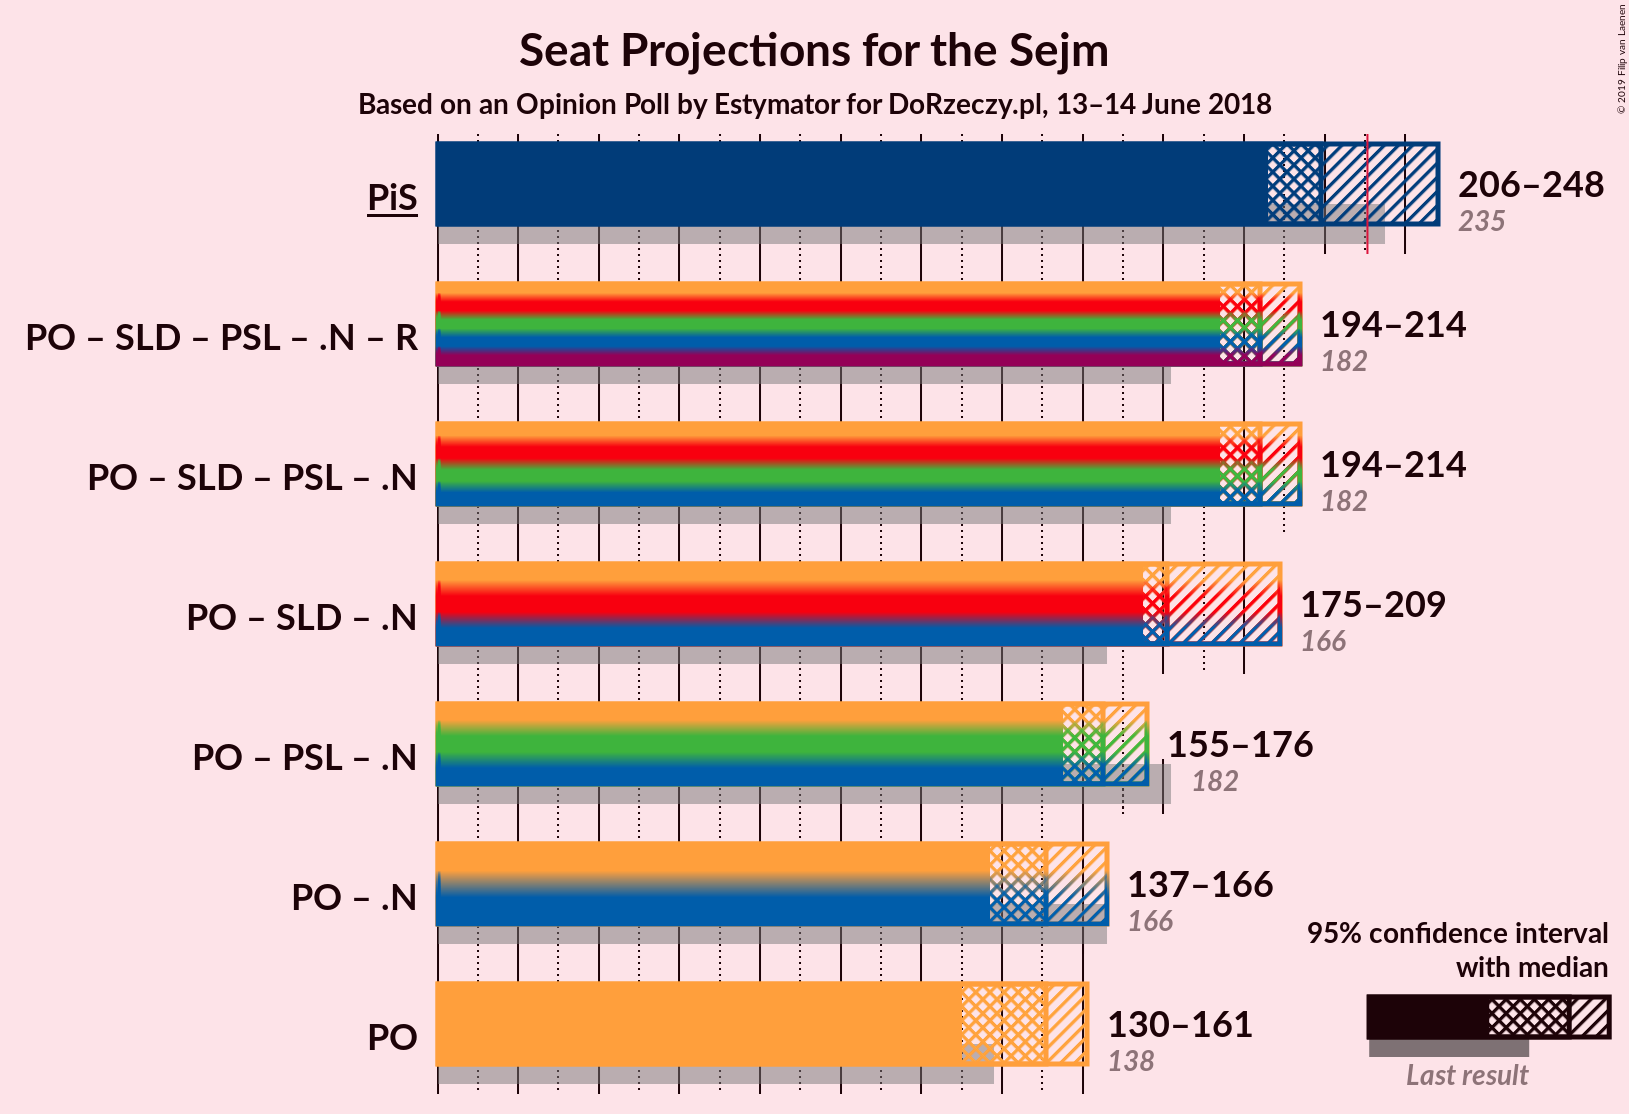 Seat Projections for the Sejm
Based on an Opinion Poll by Estymator for DoRzeczy.pl, 13–14 June 2018
© 2019 Filip van Laenen
PiS
206–248
235
PO – SLD – PSL – .N – R
194–214
182
PO – SLD – PSL – .N
194–214
182
PO – SLD – .N
175–209
166
PO – PSL – .N
155–176
182
PO – .N
137–166
166
PO
130–161
138
95% confidence interval
with median
Last result